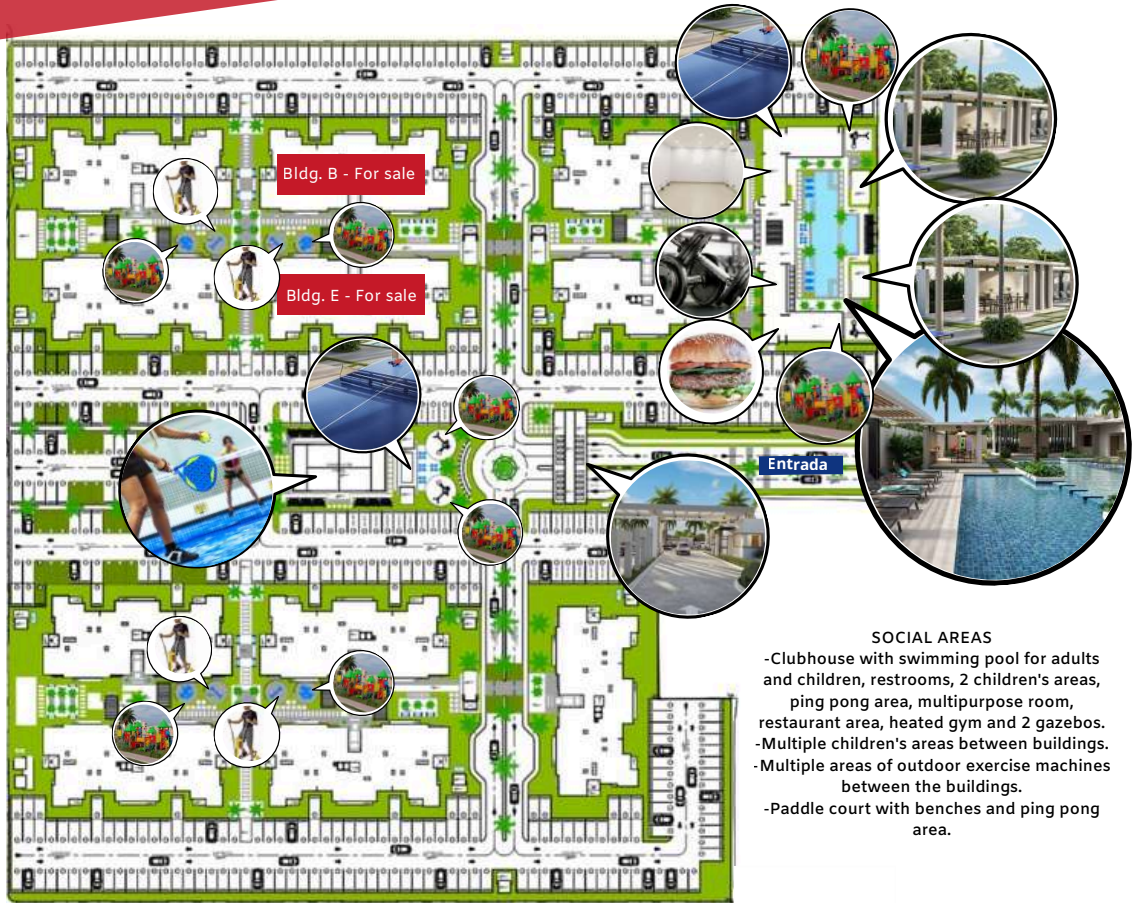 Bldg. B - For sale
Bldg. E - For sale
Entrada
SOCIAL AREAS
-Clubhouse with swimming pool for adults
and children, restrooms, 2 children's areas,
ping pong area, multipurpose room,
restaurant area, heated gym and 2 gazebos.
-Multiple children's areas between buildings.
-Multiple areas of outdoor exercise machines
between the buildings.
-Paddle court with benches and ping pong
area.